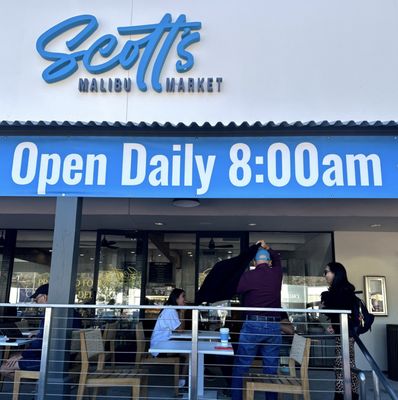 Scott's
MALIBU MARKET
Open Daily 8:00am